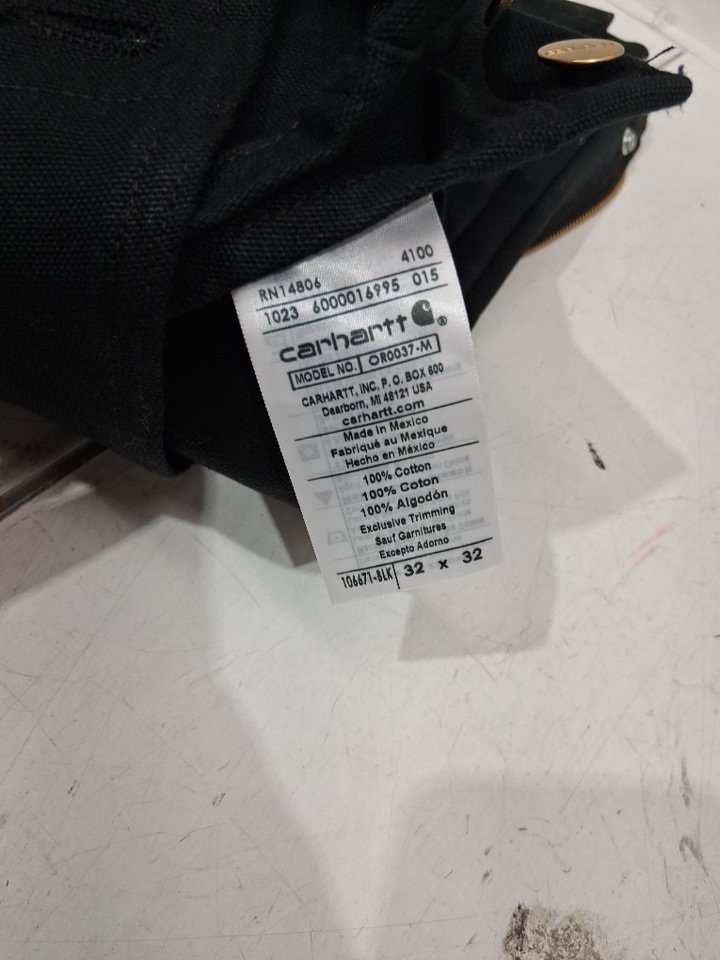 RN14806 4100
1023 6000016995 015
carhartt ®
MODEL NO. OR0037-M
CARHARTT, INC. P. O. BOX 600
Dearborn, MI 48121 USA
carhartt.com
Made in Mexico
Fabriqué au Mexique
Hecho en México
100% Cotton
100% Coton
100% Algodón
Exclusive Trimming
Sauf Garnitures
Excepto Adorno
106671-BLK 32 x 32